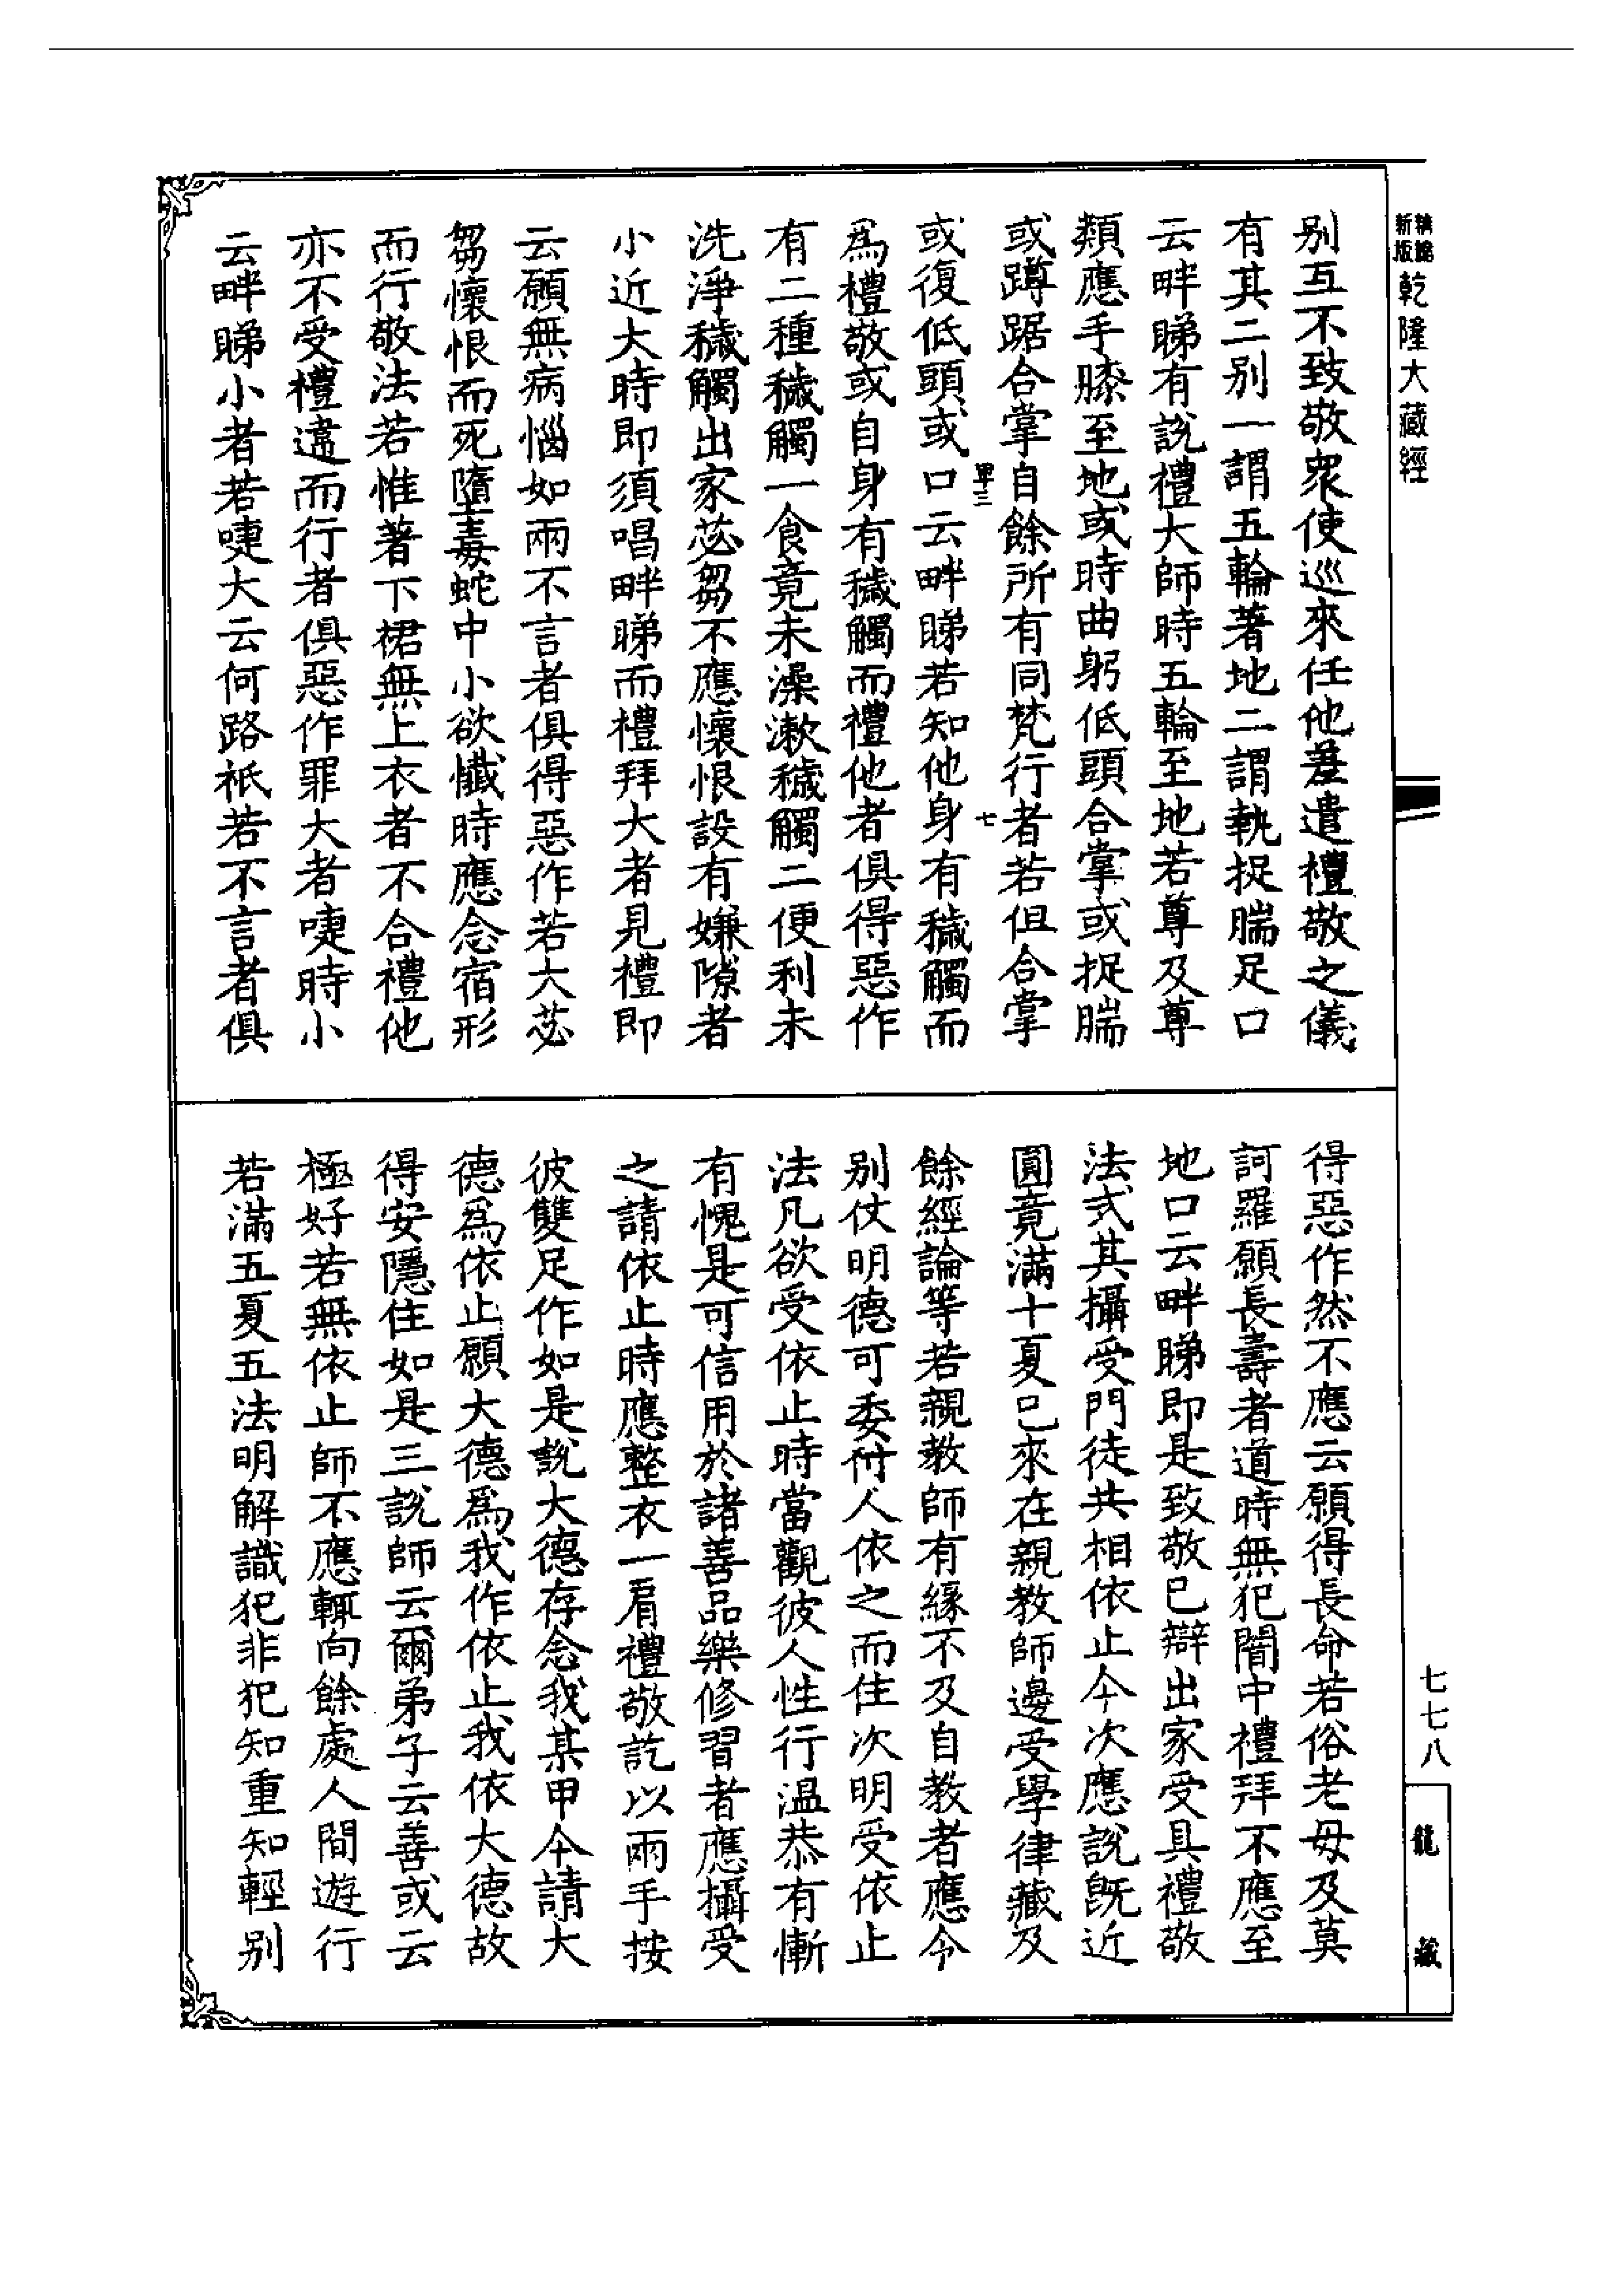 新編縮版 乾隆大藏經
别互不致敬衆使巡來任他羞遣禮敬之儀
有其二别一謂五輪著地二謂執捉腨足口
云畔睇有説禮大師時五輪至地若尊及尊
類應手膝至地或時曲躬低頭合掌或捉腨
或蹲踞合掌自餘所有同梵行者若但合掌
或復低頭或口云畔睇若知他身有穢觸而
為禮敬或自身有穢觸而禮他者俱得惡作
有二種穢觸一食竟未澡漱穢觸二便利未
洗淨穢觸出家苾芻不應懷恨設有嫌隙者
小近大時即須唱畔睇而禮拜大者見禮即
云願無病惱如兩不言者俱得惡作若大苾
芻懷恨而死墮毒蛇中小欲懺時應念宿形
而行敬法若惟著下裙無上衣者不合禮他
亦不受禮違而行者俱惡作罪大者啑時小
云畔睇小者若啑大云何路袛若不言者俱
七
得惡作然不應云願得長命若俗老母及莫
訶羅願長壽者道時無犯闇中禮拜不應至
地口云畔睇即是致敬已辯出家受具禮敬
法式其攝受門徒共相依止今次應説既近
圓竟滿十夏已來在親教師邊受學律藏及
餘經論等若親教師有緣不及自教者應令
别仗明德可委付人依之而住次明受依止
法凡欲受依止時當觀彼人性行温恭有慚
有愧是可信用於諸善品樂修習者應攝受
之請依止時應整衣一肩禮敬訖以兩手按
彼雙足作如是説大德存念我某甲今請大
德為依止願大德為我作依止我依大德故
得安隱住如是三説師云爾弟子云善或云
極好若無依止師不應輒向餘處人間遊行
若滿五夏五法明解識犯非犯知重知輕别
七七八
龍藏